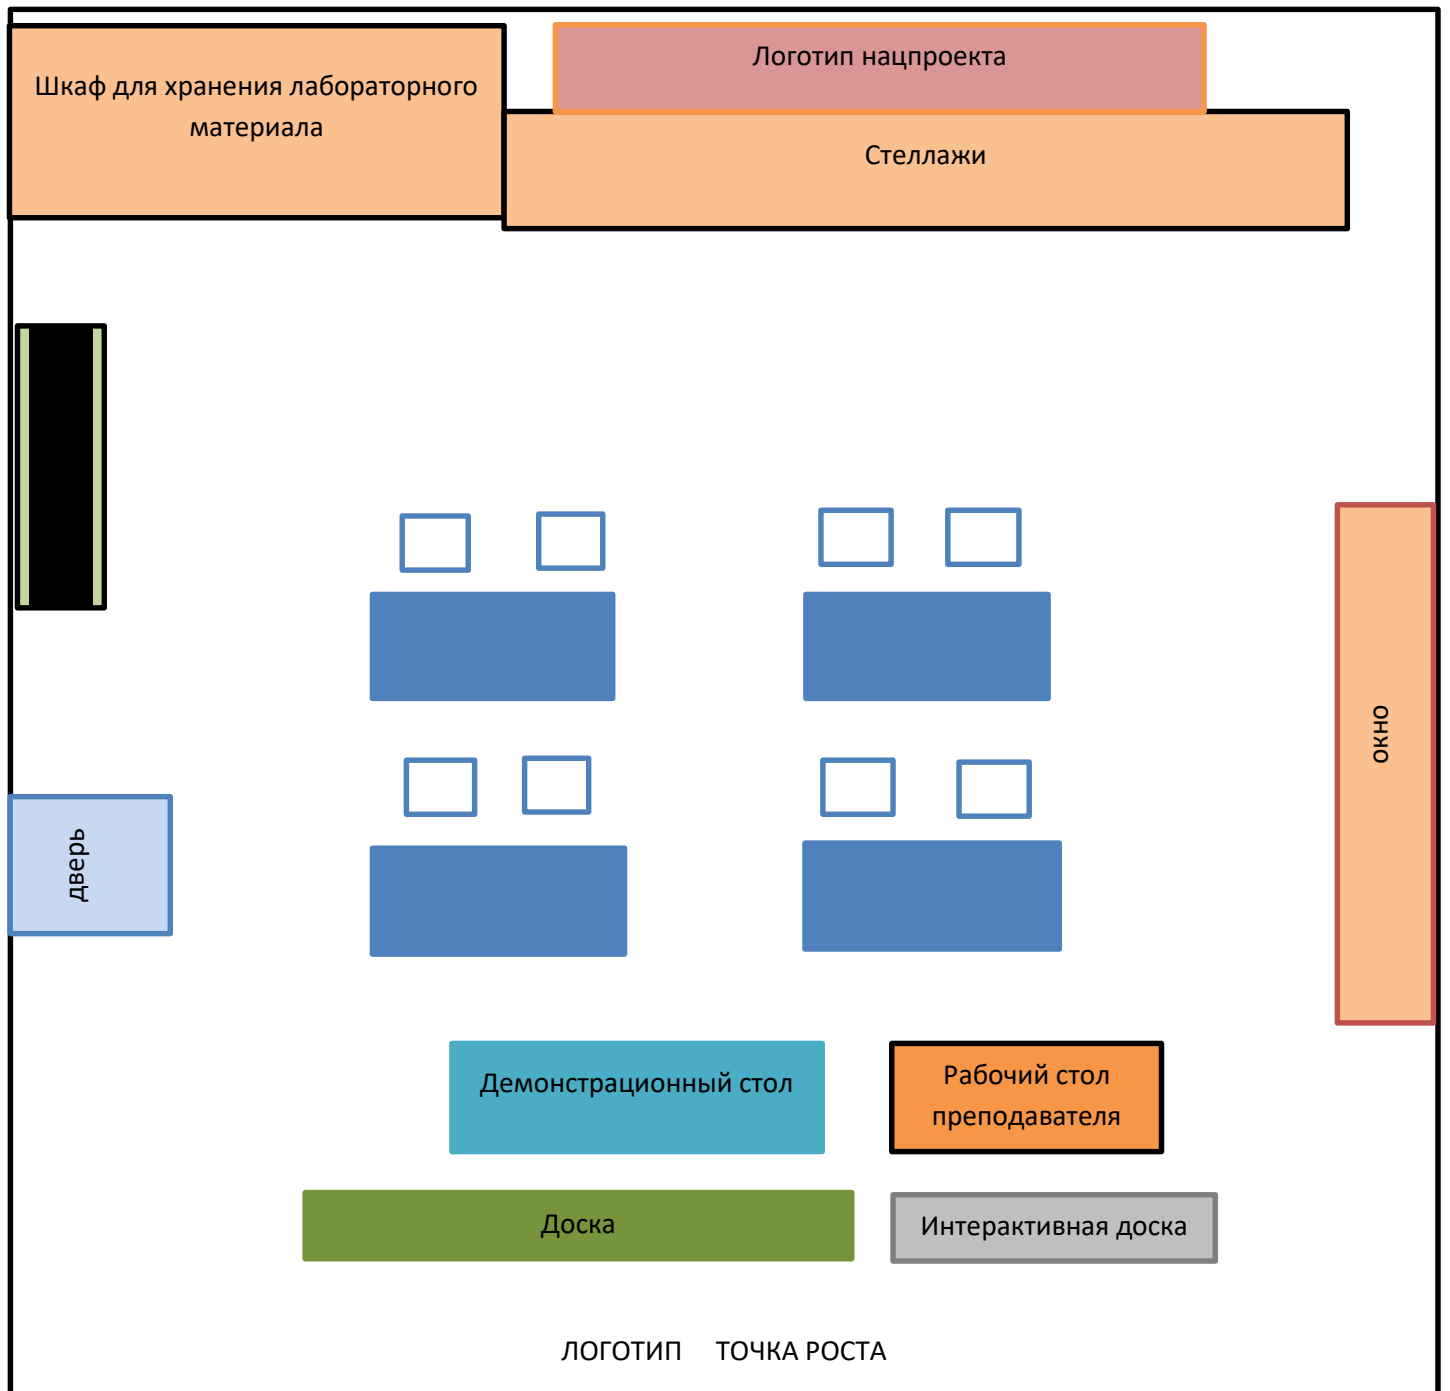 Шкаф для хранения лабораторного
материала
Логотип нацпроекта
Стеллажи
окно
дверь
Демонстрационный стол
Рабочий стол
преподавателя
Доска
Интерактивная доска
ЛОГОТИП ТОЧКА РОСТА